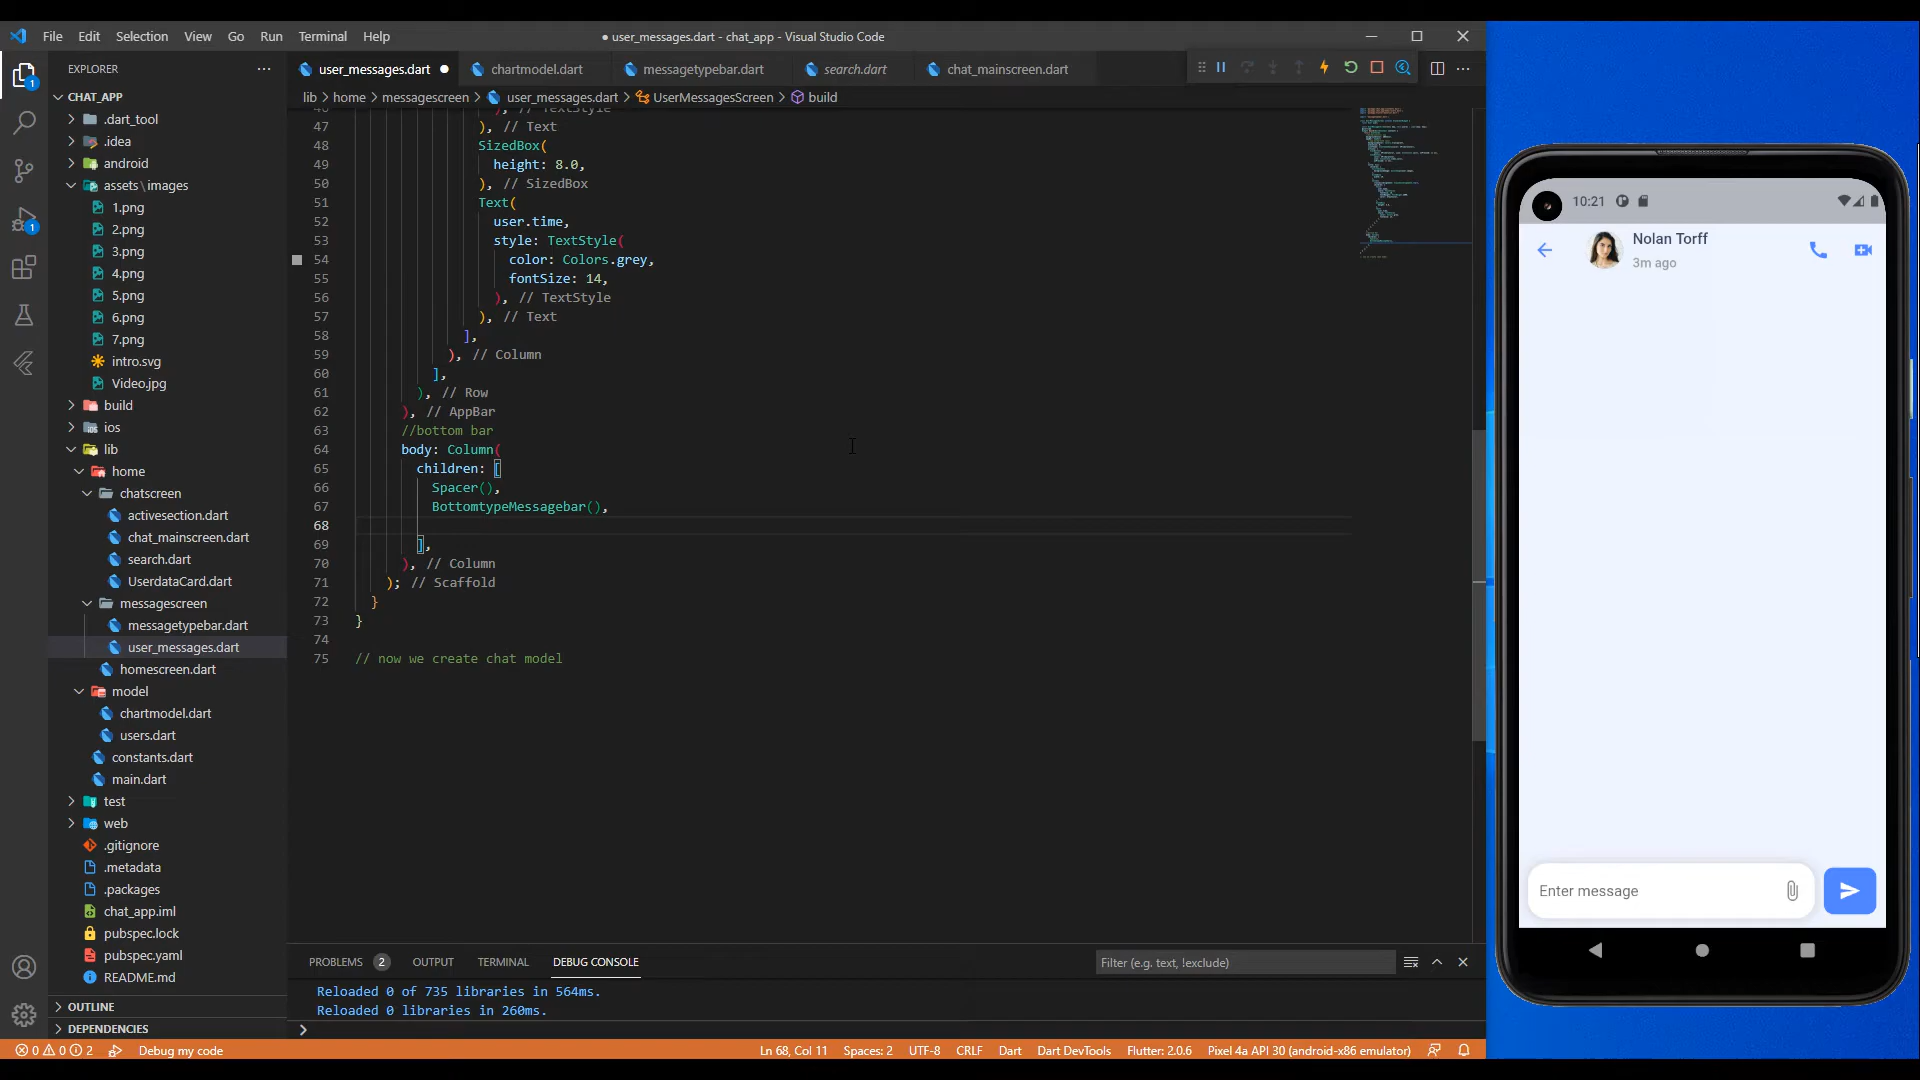 File Edit Selection View Go Run Terminal Help
● user_messages.dart - chat_app - Visual Studio Code
EXPLORER
user_messages.dart
chartmodel.dart
messagetypebar.dart
search.dart
chat_mainscreen.dart
lib > home > messagescreen > user_messages.dart > UserMessagesScreen > build
CHAT_APP
.dart_tool
.idea
android
assets\images
1.png
2.png
3.png
4.png
5.png
6.png
7.png
intro.svg
Video.jpg
build
ios
lib
home
chatscreen
activesection.dart
chat_mainscreen.dart
search.dart
UserdataCard.dart
messagescreen
messagetypebar.dart
user_messages.dart
homescreen.dart
model
chartmodel.dart
users.dart
constants.dart
main.dart
test
web
.gitignore
.metadata
.packages
chat_app.iml
pubspec.lock
pubspec.yaml
README.md
OUTLINE
DEPENDENCIES
46 ), // TextStyle
47 ), // Text
48 SizedBox(
49 height: 8.0,
50 ), // SizedBox
51 Text(
52 user.time,
53 style: TextStyle(
54 color: Colors.grey,
55 fontSize: 14,
56 ), // TextStyle
57 ), // Text
58 ],
59 ), // Column
60 ],
61 ), // Row
62 ), // AppBar
63 //bottom bar
64 body: Column(
65 children: [
66 Spacer(),
67 BottomtypeMessagebar(),
68
69 ],
70 ), // Column
71 ); // Scaffold
72 }
73 }
74
75 // now we create chat model
PROBLEMS 2 OUTPUT TERMINAL DEBUG CONSOLE
Filter (e.g. text, !exclude)
Reloaded 0 of 735 libraries in 564ms.
Reloaded 0 libraries in 260ms.
1
1
0 0 2 Debug my code
Ln 68, Col 11 Spaces: 2 UTF-8 CRLF Dart Dart DevTools Flutter: 2.0.6 Pixel 4a API 30 (android-x86 emulator)
10:21
Nolan Torff
3m ago
Enter message